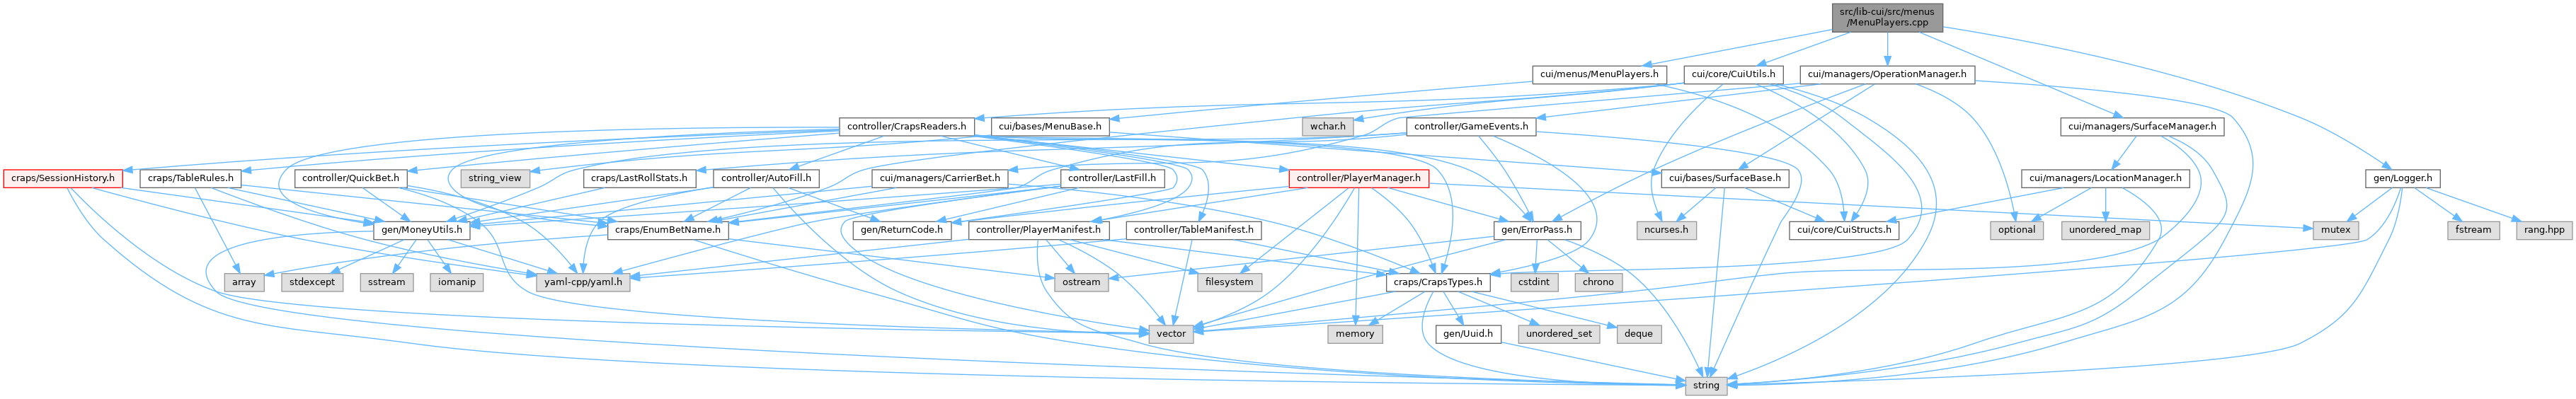 src/lib-cui/src/menus
/MenuPlayers.cpp
cui/menus/MenuPlayers.h
cui/core/CuiUtils.h
cui/managers/OperationManager.h
controller/CrapsReaders.h
cui/bases/MenuBase.h
wchar.h
controller/GameEvents.h
cui/managers/SurfaceManager.h
craps/SessionHistory.h
craps/TableRules.h
controller/QuickBet.h
string_view
craps/LastRollStats.h
controller/AutoFill.h
cui/managers/CarrierBet.h
controller/LastFill.h
controller/PlayerManager.h
cui/bases/SurfaceBase.h
cui/managers/LocationManager.h
gen/Logger.h
gen/MoneyUtils.h
craps/EnumBetName.h
gen/ReturnCode.h
controller/PlayerManifest.h
controller/TableManifest.h
gen/ErrorPass.h
ncurses.h
cui/core/CuiStructs.h
optional
unordered_map
mutex
fstream
rang.hpp
array
stdexcept
sstream
iomanip
yaml-cpp/yaml.h
ostream
filesystem
craps/CrapsTypes.h
cstdint
chrono
vector
memory
gen/Uuid.h
unordered_set
deque
string